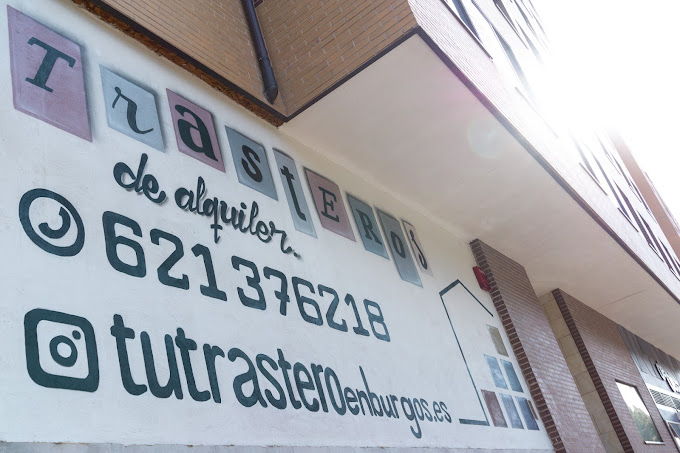 Trasteros
de alquiler..
621376218
tutrasteroenburgos.es